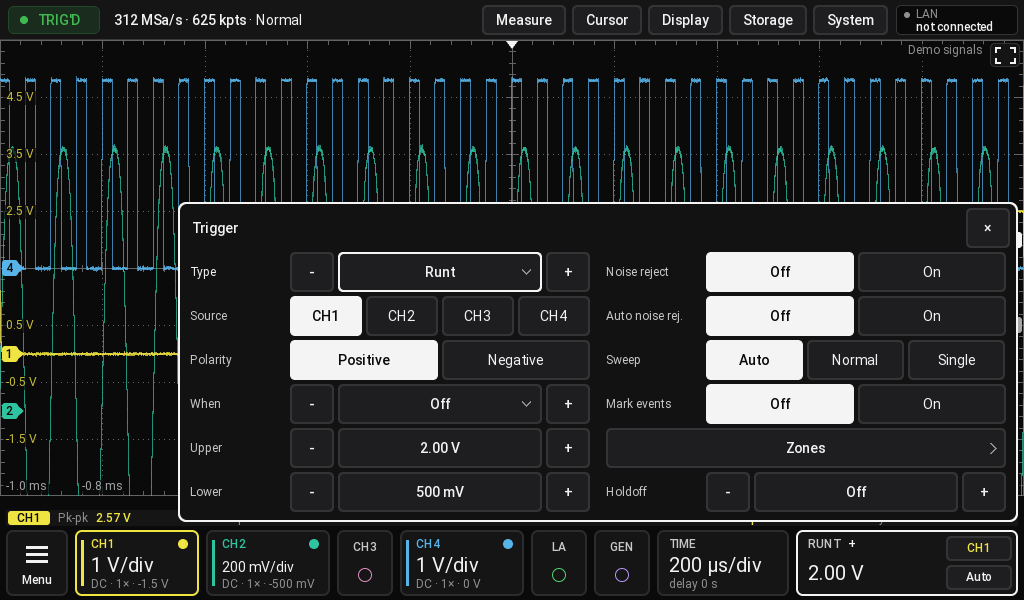 TRIG'D 312 MSa/s · 625 kpts · Normal Measure Cursor Display Storage System LAN
not connected
Demo signals
4.5 V
3.5 V
2.5 V
Trigger ×
Type - Runt + Noise reject Off On
4
Source CH1 CH2 CH3 CH4 Auto noise rej. Off On
0.5 V
1
Polarity Positive Negative Sweep Auto Normal Single
-0.5 V
When - Off + Mark events Off On
2
-1.5 V
Upper - 2.00 V + Zones
-1.0 ms -0.8 ms
Lower - 500 mV + Holdoff - Off +
CH1 Pk-pk 2.57 V
Menu
CH1
1 V/div
DC · 1× · -1.5 V
CH2
200 mV/div
DC · 1× · -500 mV
CH3
CH4
1 V/div
DC · 1× · 0 V
LA
GEN
TIME
200 µs/div
delay 0 s
RUNT +
2.00 V
CH1
Auto